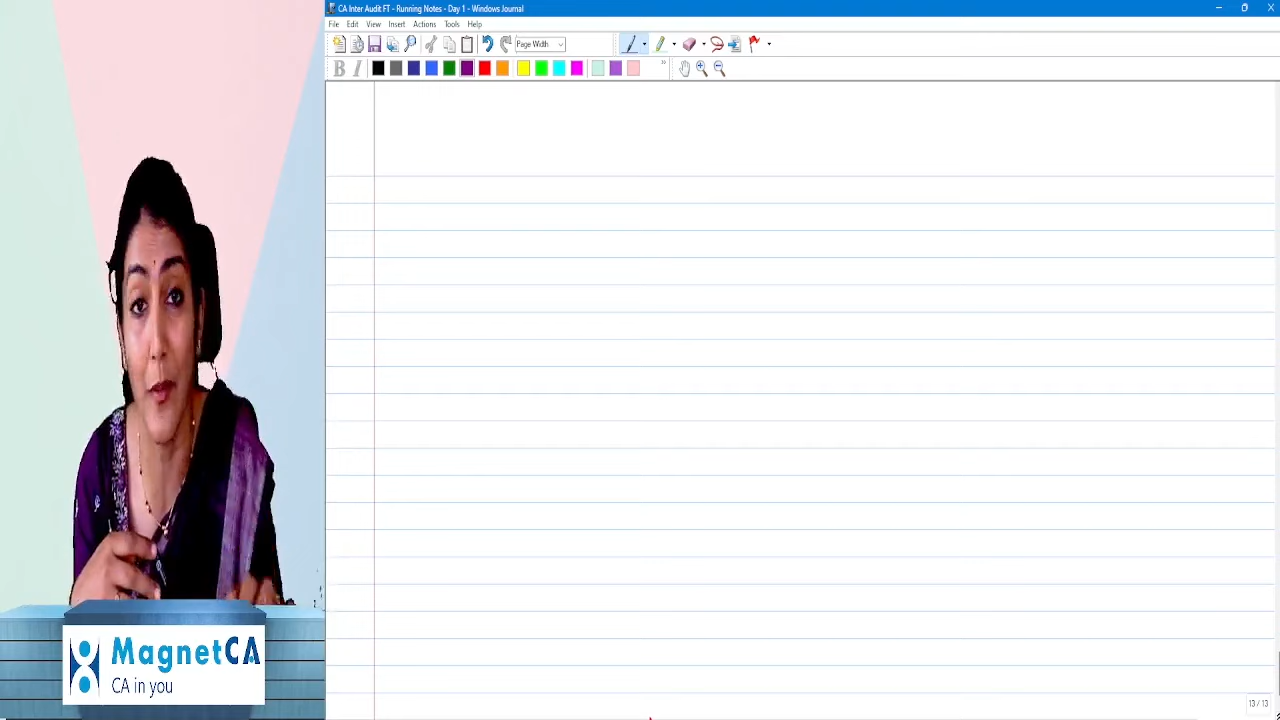 CA Inter Audit FT - Running Notes - Day 1 - Windows Journal
File Edit View Insert Actions Tools Help
Page Width
B I
13 / 13
MagnetCA
CA in you